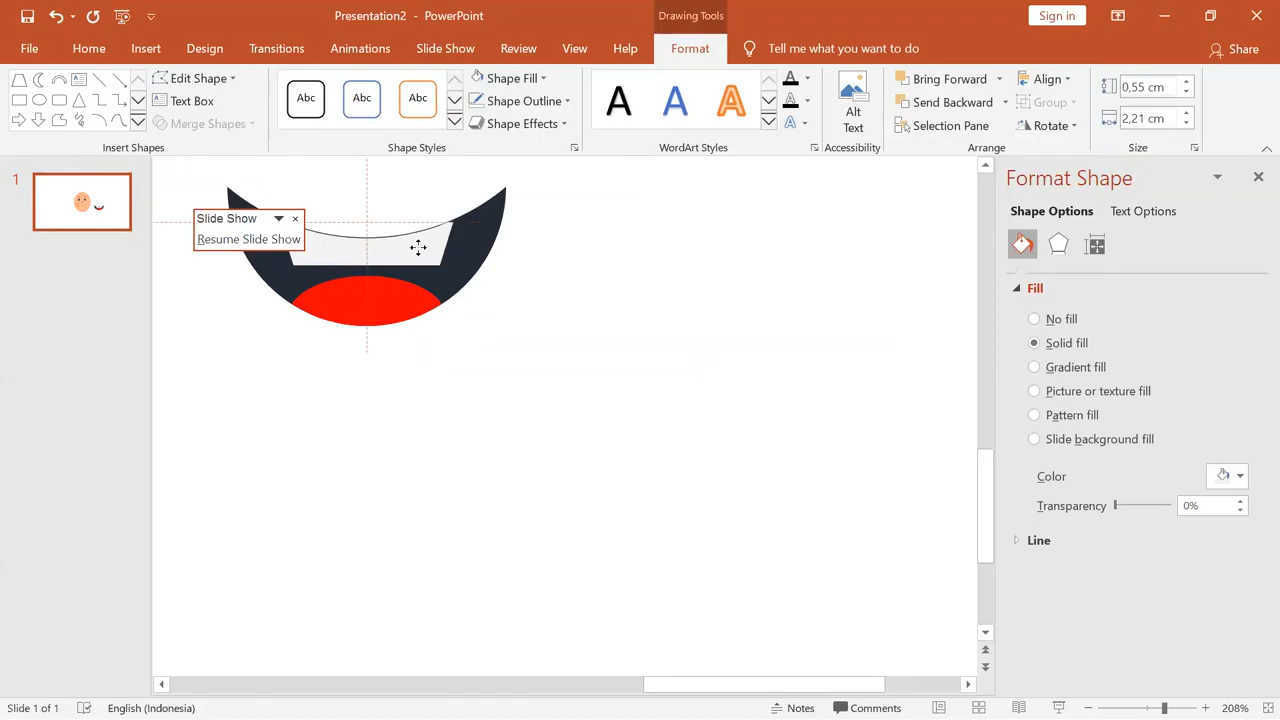 Presentation2 - PowerPoint
Drawing Tools
Sign in
File Home Insert Design Transitions Animations Slide Show Review View Help Format Tell me what you want to do Share
Edit Shape
Text Box
Merge Shapes
Insert Shapes
Abc Abc Abc
Shape Fill
Shape Outline
Shape Effects
Shape Styles
A A A
A
A
A
WordArt Styles
Alt
Text
Accessibility
Bring Forward
Send Backward
Selection Pane
Align
Group
Rotate
Arrange
0,55 cm
2,21 cm
Size
1
Slide Show
Resume Slide Show
Format Shape
Shape Options Text Options
Fill
No fill
Solid fill
Gradient fill
Picture or texture fill
Pattern fill
Slide background fill
Color
Transparency 0%
Line
Slide 1 of 1 English (Indonesia) Notes Comments 208%